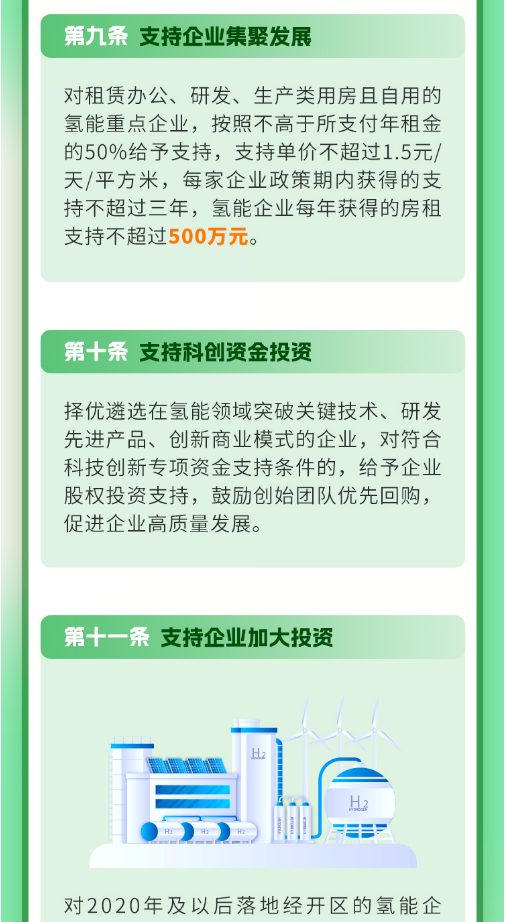 第九条 支持企业集聚发展
对租赁办公、研发、生产类用房且自用的
氢能重点企业，按照不高于所支付年租金
的50%给予支持，支持单价不超过1.5元/
天/平方米，每家企业政策期内获得的支
持不超过三年，氢能企业每年获得的房租
支持不超过500万元。
第十条 支持科创资金投资
择优遴选在氢能领域突破关键技术、研发
先进产品、创新商业模式的企业，对符合
科技创新专项资金支持条件的，给予企业
股权投资支持，鼓励创始团队优先回购，
促进企业高质量发展。
第十一条 支持企业加大投资
H2
H2
H2
H2
H2
对2020年及以后落地经开区的氢能企